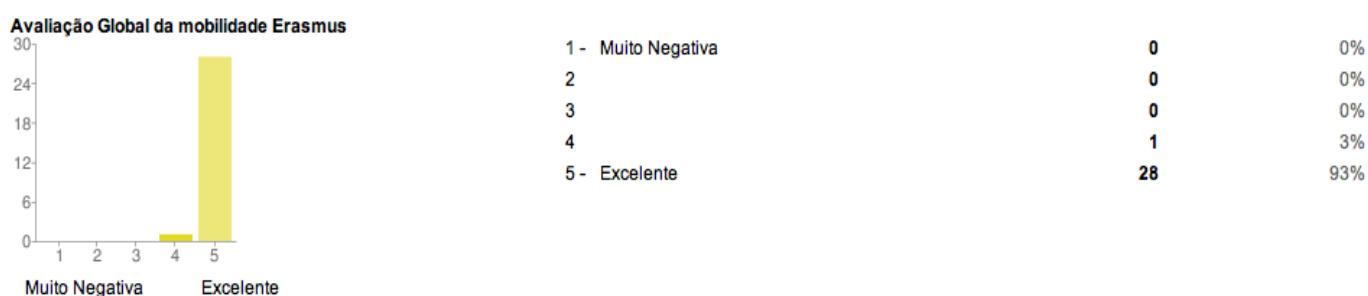 Avaliação Global da mobilidade Erasmus
30
24
18
12
6
0
1 2 3 4 5
Muito Negativa Excelente
1 - Muito Negativa 0 0%
2 0 0%
3 0 0%
4 1 3%
5 - Excelente 28 93%